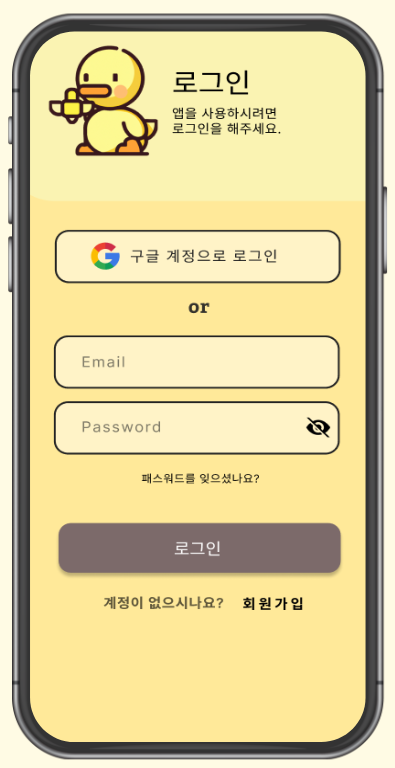 로그인
앱을 사용하시려면
로그인을 해주세요.
구글 계정으로 로그인
or
Email
Password
패스워드를 잊으셨나요?
로그인
계정이 없으시나요? 회원가입